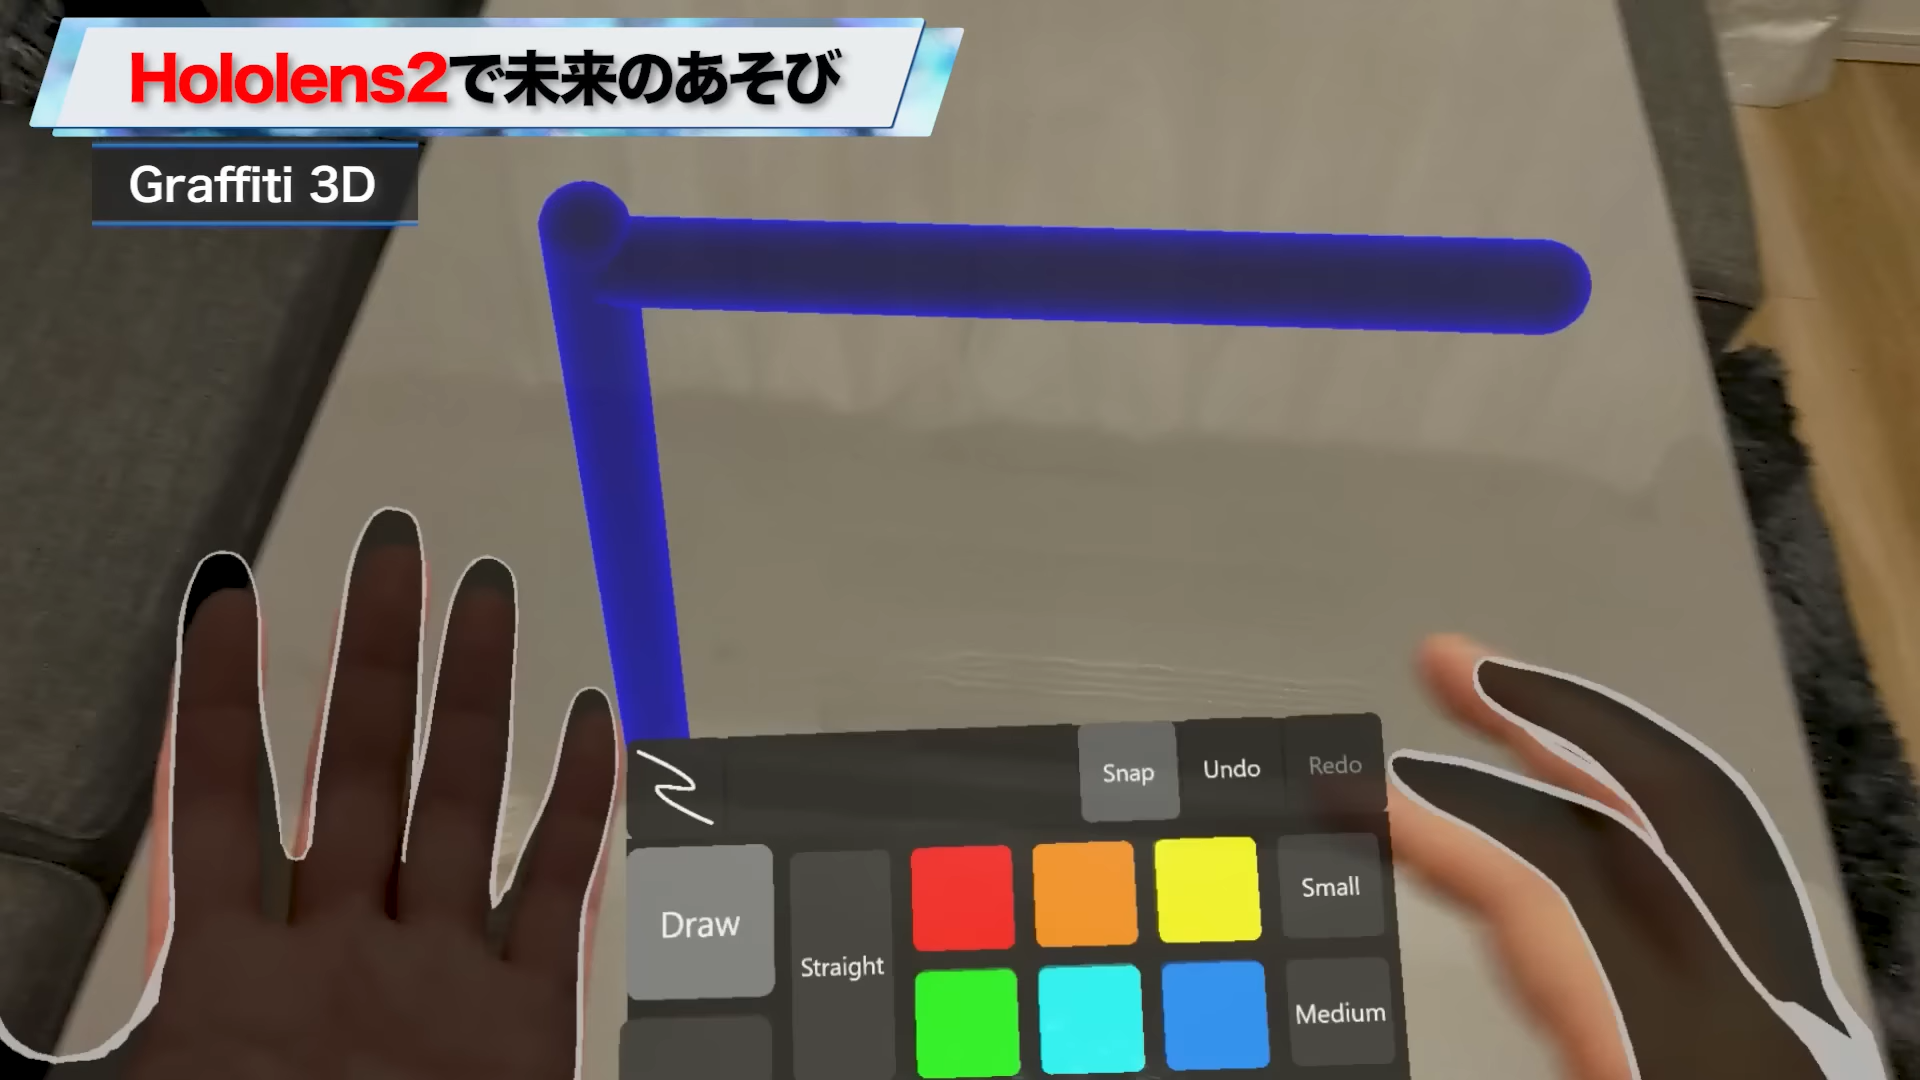 Hololens2で未来のあそび
Graffiti 3D
Snap
Undo
Redo
Draw
Straight
Small
Medium